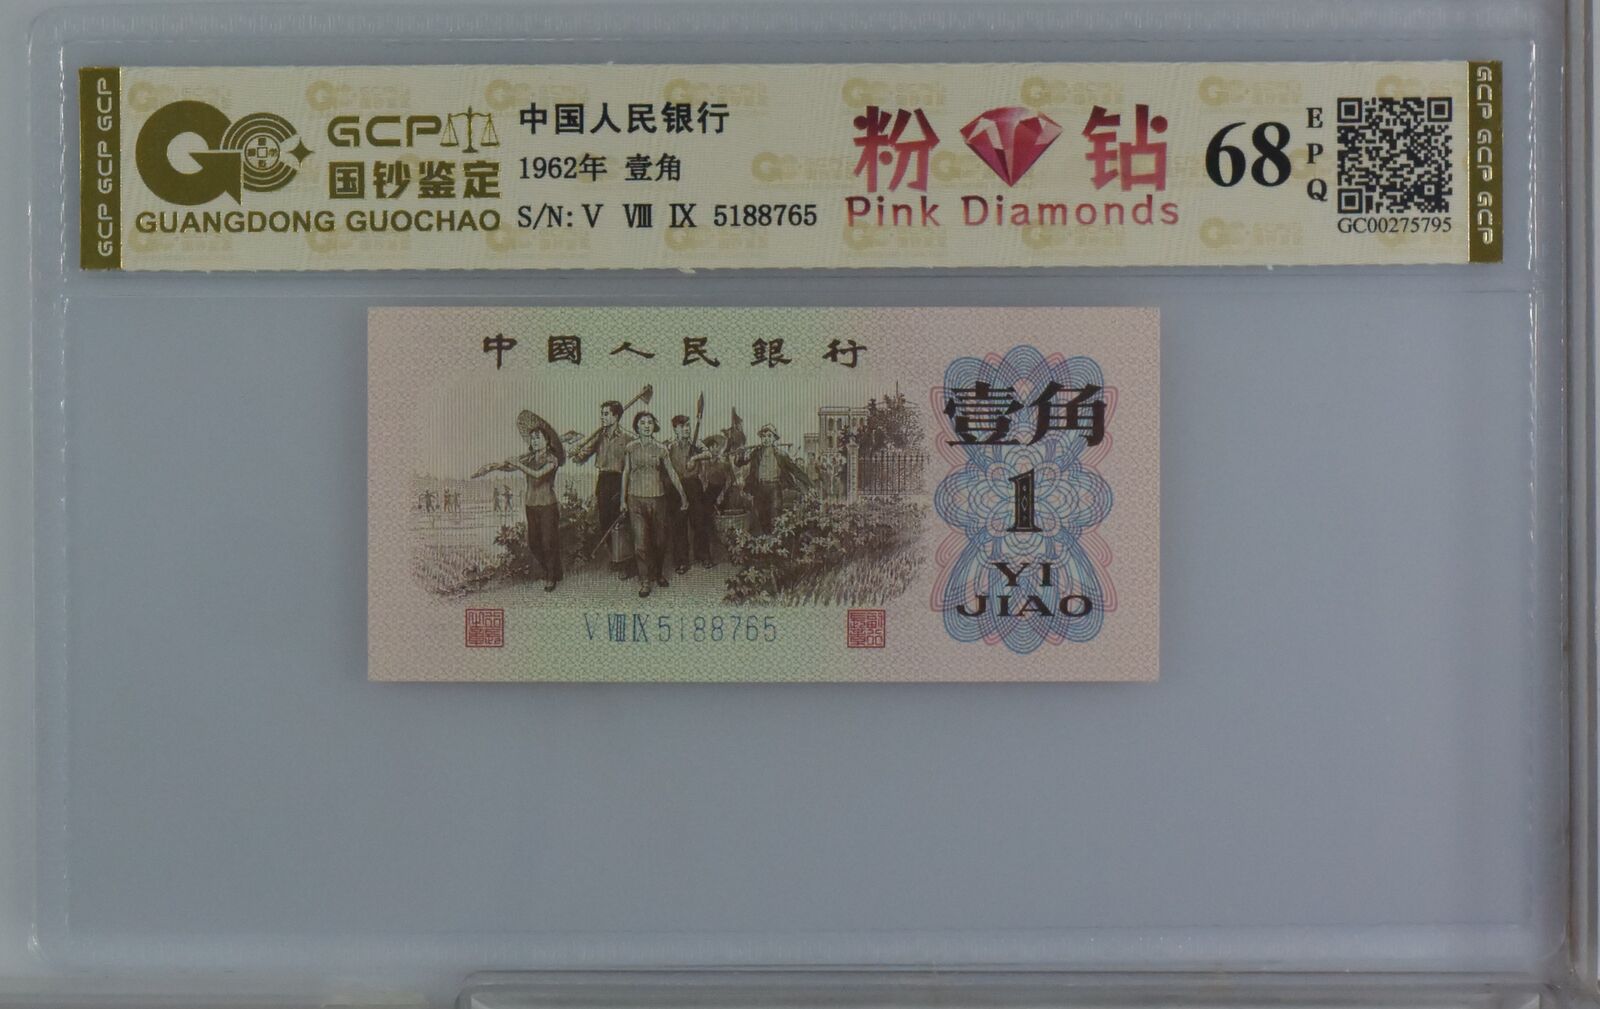 GCP GCP GCP
GCP
国钞鉴定
GUANGDONG GUOCHAO
中国人民银行
1962年 壹角
S/N: V Ⅷ Ⅸ 5188765
粉 钻
Pink Diamonds
68
EPQ
GC00275795
GCP GCP GCP
中國人民銀行
壹角
1
YI
JIAO
V Ⅷ Ⅸ 5188765